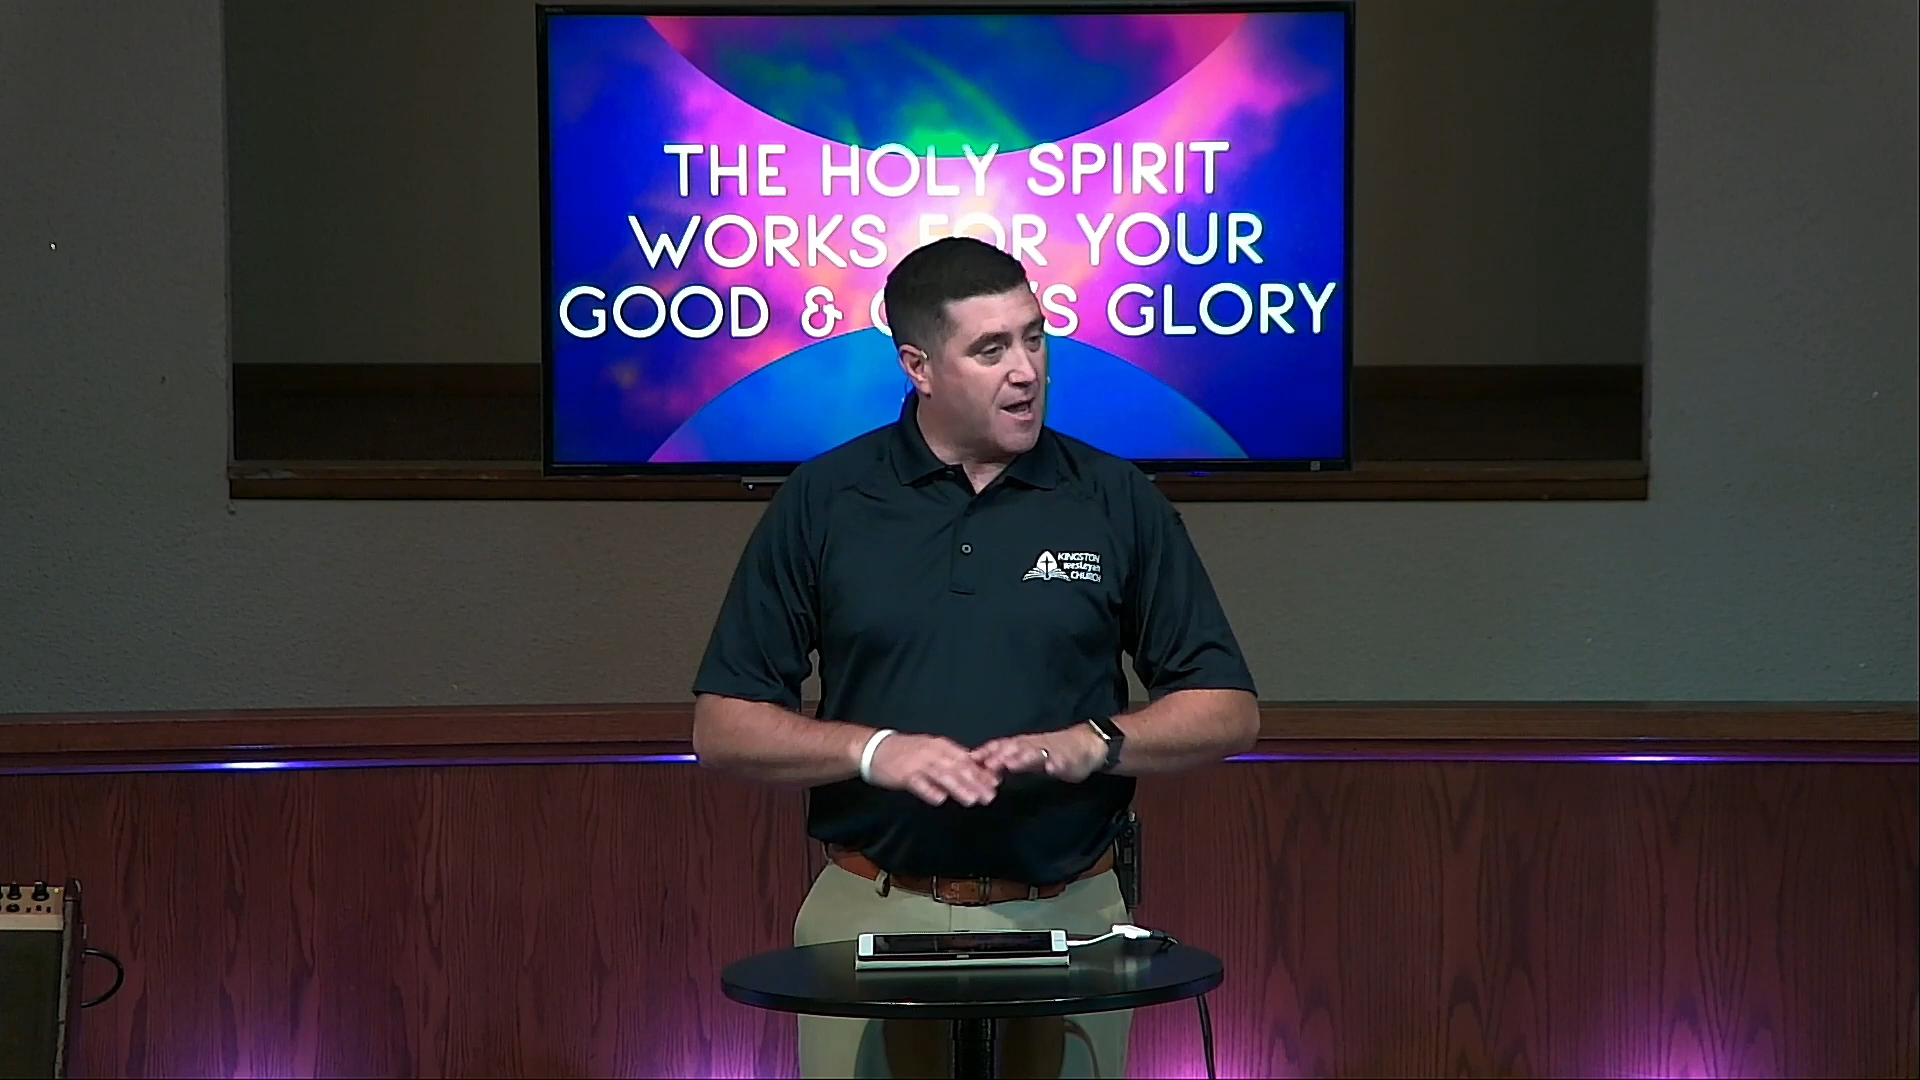 THE HOLY SPIRIT
WORKS FOR YOUR
GOOD & GLORY
KINGSTON
Wesleyan
CHURCH